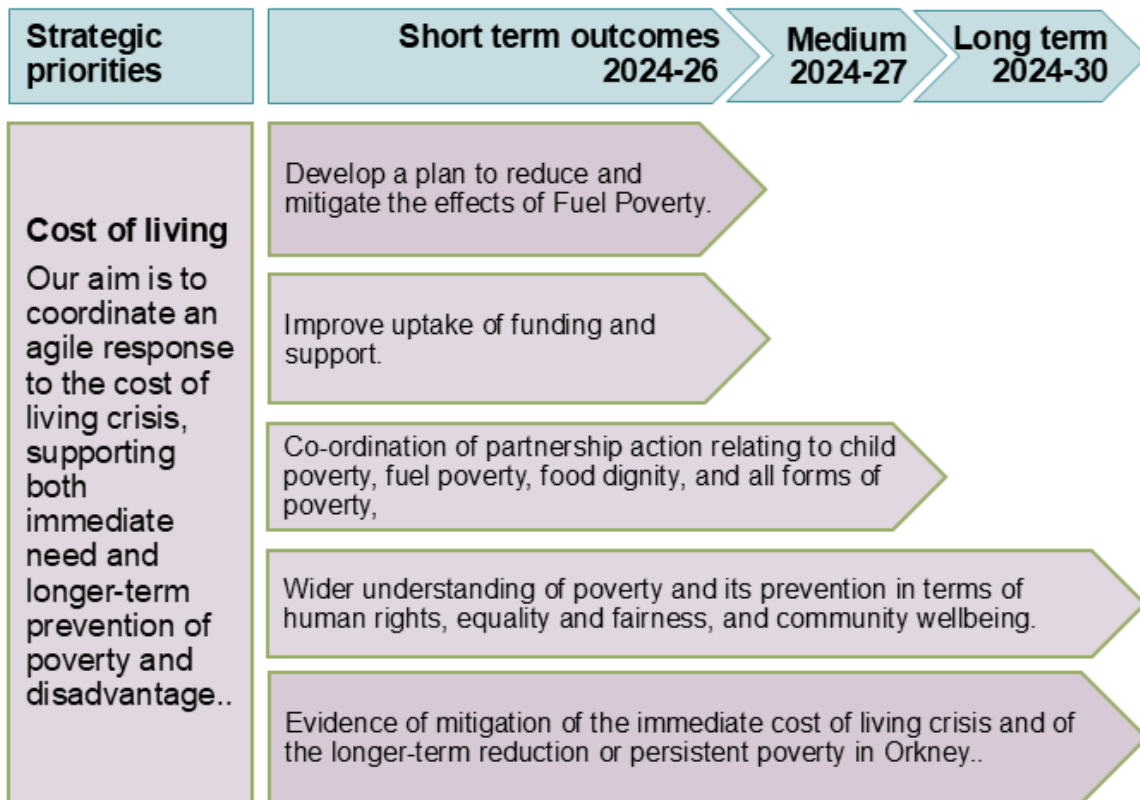 Strategic
priorities
Short term outcomes
2024-26
Medium
2024-27
Long term
2024-30
Cost of living
Our aim is to
coordinate an
agile response
to the cost of
living crisis,
supporting
both
immediate
need and
longer-term
prevention of
poverty and
disadvantage..
Develop a plan to reduce and
mitigate the effects of Fuel Poverty.
Improve uptake of funding and
support.
Co-ordination of partnership action relating to child
poverty, fuel poverty, food dignity, and all forms of
poverty,
Wider understanding of poverty and its prevention in terms of
human rights, equality and fairness, and community wellbeing.
Evidence of mitigation of the immediate cost of living crisis and of
the longer-term reduction or persistent poverty in Orkney..